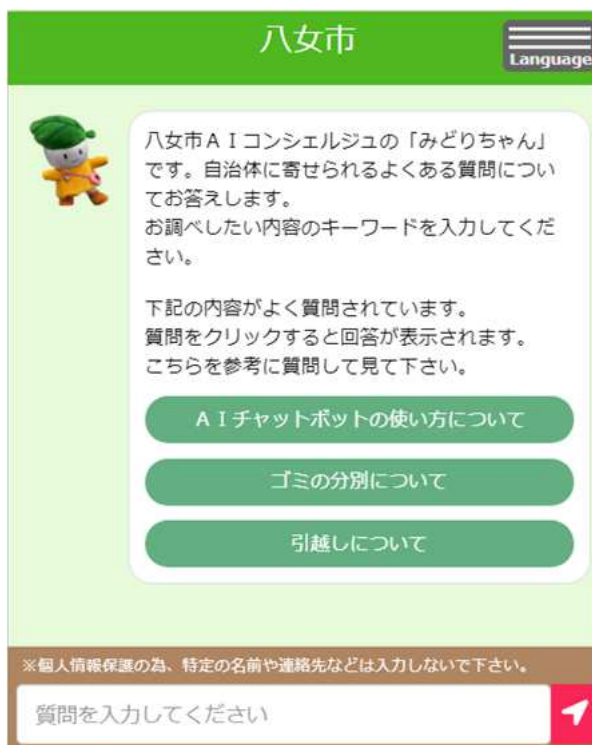 八女市
Language
八女市ＡＩコンシェルジュの「みどりちゃん」
です。自治体に寄せられるよくある質問につい
てお答えします。
お調べしたい内容のキーワードを入力してくだ
さい。
下記の内容がよく質問されています。
質問をクリックすると回答が表示されます。
こちらを参考に質問して見て下さい。
ＡＩチャットボットの使い方について
ゴミの分別について
引越しについて
※個人情報保護の為、特定の名前や連絡先などは入力しないで下さい。
質問を入力してください